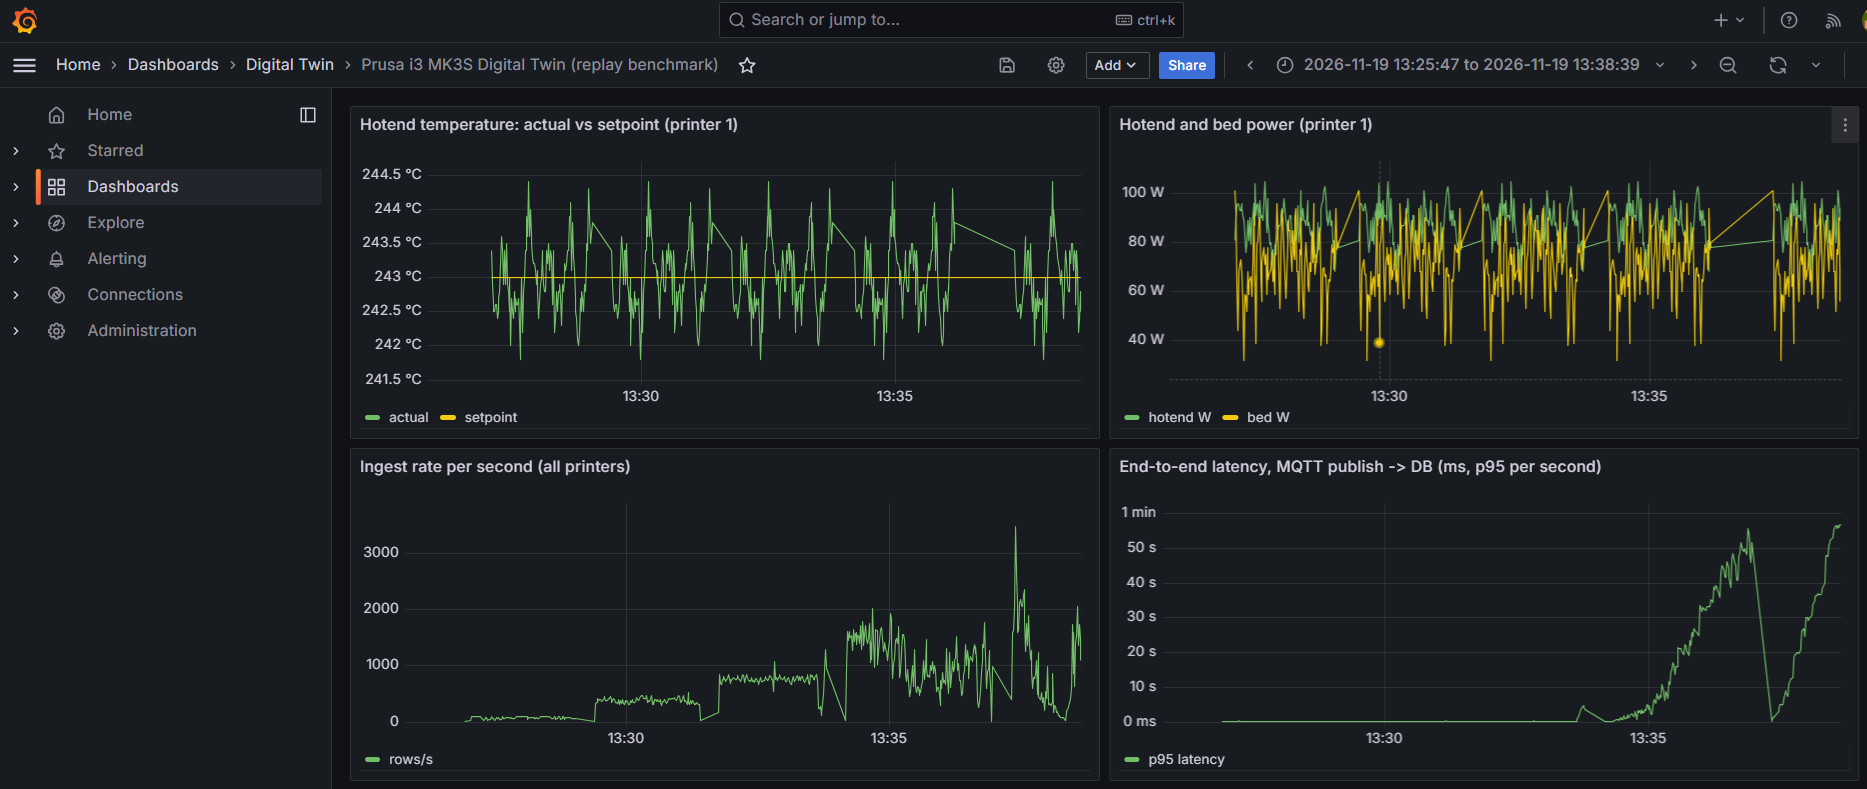 Search or jump to... ctrl+k
Home › Dashboards › Digital Twin › Prusa i3 MK3S Digital Twin (replay benchmark) Add Share 2026-11-19 13:25:47 to 2026-11-19 13:38:39
Home
Starred
Dashboards
Explore
Alerting
Connections
Administration
Hotend temperature: actual vs setpoint (printer 1)
244.5 °C
244 °C
243.5 °C
243 °C
242.5 °C
242 °C
241.5 °C
13:30 13:35
actual setpoint
Hotend and bed power (printer 1)
100 W
80 W
60 W
40 W
13:30 13:35
hotend W bed W
Ingest rate per second (all printers)
3000
2000
1000
0
13:30 13:35
rows/s
End-to-end latency, MQTT publish -> DB (ms, p95 per second)
1 min
50 s
40 s
30 s
20 s
10 s
0 ms
13:30 13:35
p95 latency